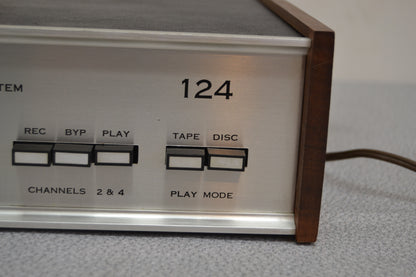 TEM 124
REC BYP PLAY TAPE DISC
CHANNELS 2 & 4 PLAY MODE